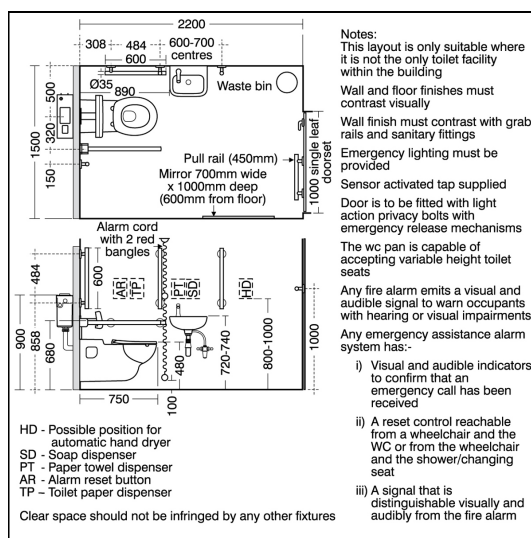 2200
308
484
600-700
600
centres
Ø35
890
Waste bin
500
320
1500
150
Pull rail (450mm)
Mirror 700mm wide
x 1000mm deep
(600mm from floor)
1000 single leaf
doorset
Alarm cord
with 2 red
bangles
484
600
AR
TP
PT
SD
HD
900
858
680
480
720-740
800-1000
1000
750
100
HD - Possible position for
automatic hand dryer
SD - Soap dispenser
PT - Paper towel dispenser
AR - Alarm reset button
TP – Toilet paper dispenser
Clear space should not be infringed by any other fixtures
Notes:
This layout is only suitable where
it is not the only toilet facility
within the building
Wall and floor finishes must
contrast visually
Wall finish must contrast with grab
rails and sanitary fittings
Emergency lighting must be
provided
Sensor activated tap supplied
Door is to be fitted with light
action privacy bolts with
emergency release mechanisms
The wc pan is capable of
accepting variable height toilet
seats
Any fire alarm emits a visual and
audible signal to warn occupants
with hearing or visual impairments
Any emergency assistance alarm
system has:-
i) Visual and audible indicators
to confirm that an
emergency call has been
received
ii) A reset control reachable
from a wheelchair and the
WC or from the wheelchair
and the shower/changing
seat
iii) A signal that is
distinguishable visually and
audibly from the fire alarm